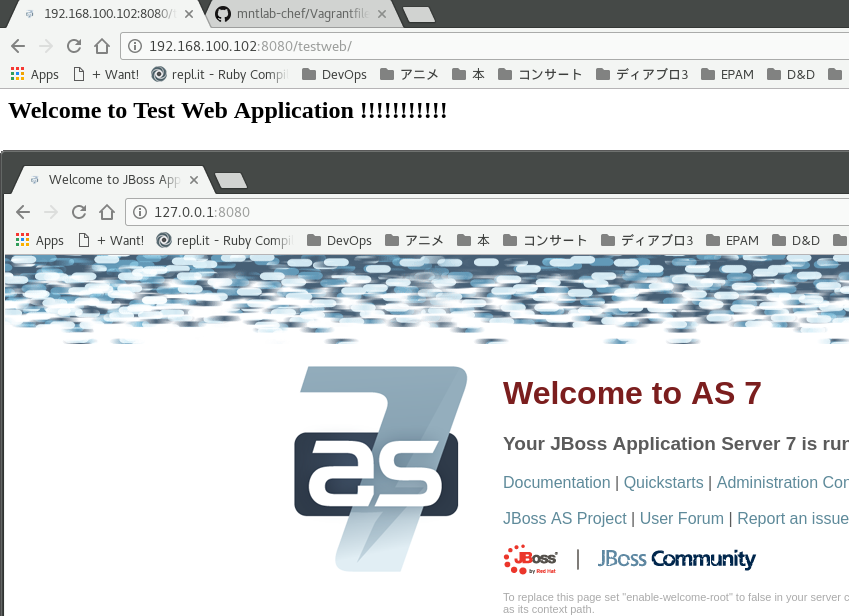 192.168.100.102:8080/
mntlab-chef/Vagrantfile
192.168.100.102:8080/testweb/
Apps + Want! repl.it - Ruby Compil DevOps アニメ 本 コンサート ディアブロ3 EPAM D&D
Welcome to Test Web Application !!!!!!!!!!!
Welcome to JBoss App
127.0.0.1:8080
Apps + Want! repl.it - Ruby Compil DevOps アニメ 本 コンサート ディアブロ3 EPAM D&D
7
as
Welcome to AS 7
Your JBoss Application Server 7 is run
Documentation | Quickstarts | Administration Con
JBoss AS Project | User Forum | Report an issue
JBoss by Red Hat | JBoss Community
To replace this page set "enable-welcome-root" to false in your server c
as its context path.